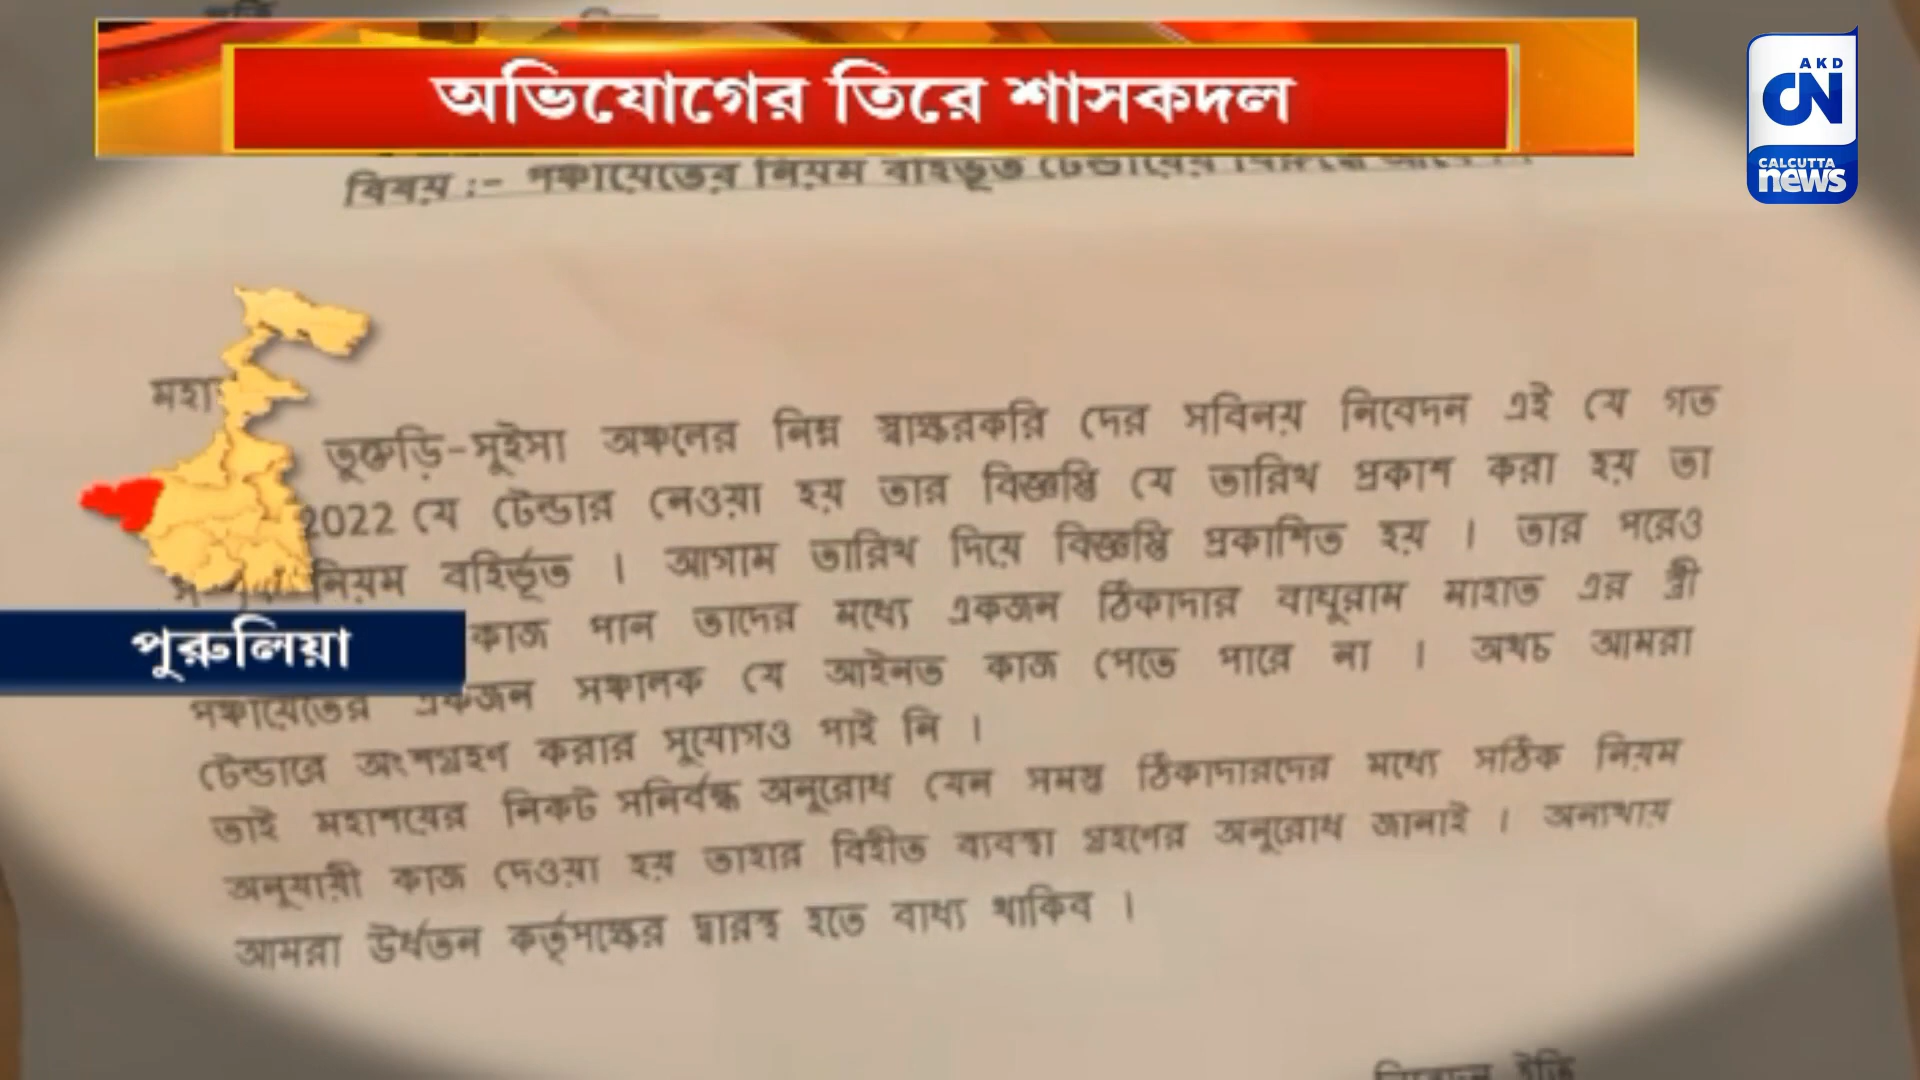 অভিযোগের তিরে শাসকদল
AKD
CN
CALCUTTA
news
বিষয় :- পঞ্চায়েতের নিয়ম বহির্ভূত টেন্ডারের
মহা
তুন্তুড়ি-সুইসা অঞ্চলের নিম্ন স্বাক্ষরকরি দের সবিনয় নিবেদন এই যে গত
2022 যে টেন্ডার নেওয়া হয় তার বিজ্ঞপ্তি যে তারিখ প্রকাশ করা হয় তা
নিয়ম বহির্ভূত । আগাম তারিখ দিয়ে বিজ্ঞপ্তি প্রকাশিত হয় । তার পরেও
কাজ পান তাদের মধ্যে একজন ঠিকাদার বাঘুরাম মাহাত এর স্ত্রী
পুরুলিয়া
পঞ্চায়েতের একজন সঞ্চালক যে আইনত কাজ পেতে পারে না । অথচ আমরা
টেন্ডারে অংশগ্রহণ করার সুযোগও পাই নি ।
তাই মহাশয়ের নিকট সনির্বন্ধ অনুরোধ যেন সমস্ত ঠিকাদারদের মধ্যে সঠিক নিয়ম
অনুযায়ী কাজ দেওয়া হয় তাহার বিহীত ব্যবস্থা গ্রহণের অনুরোধ জানাই । অন্যথায়
আমরা উর্ধতন কর্তৃপক্ষের দ্বারস্থ হতে বাধ্য থাকিব ।